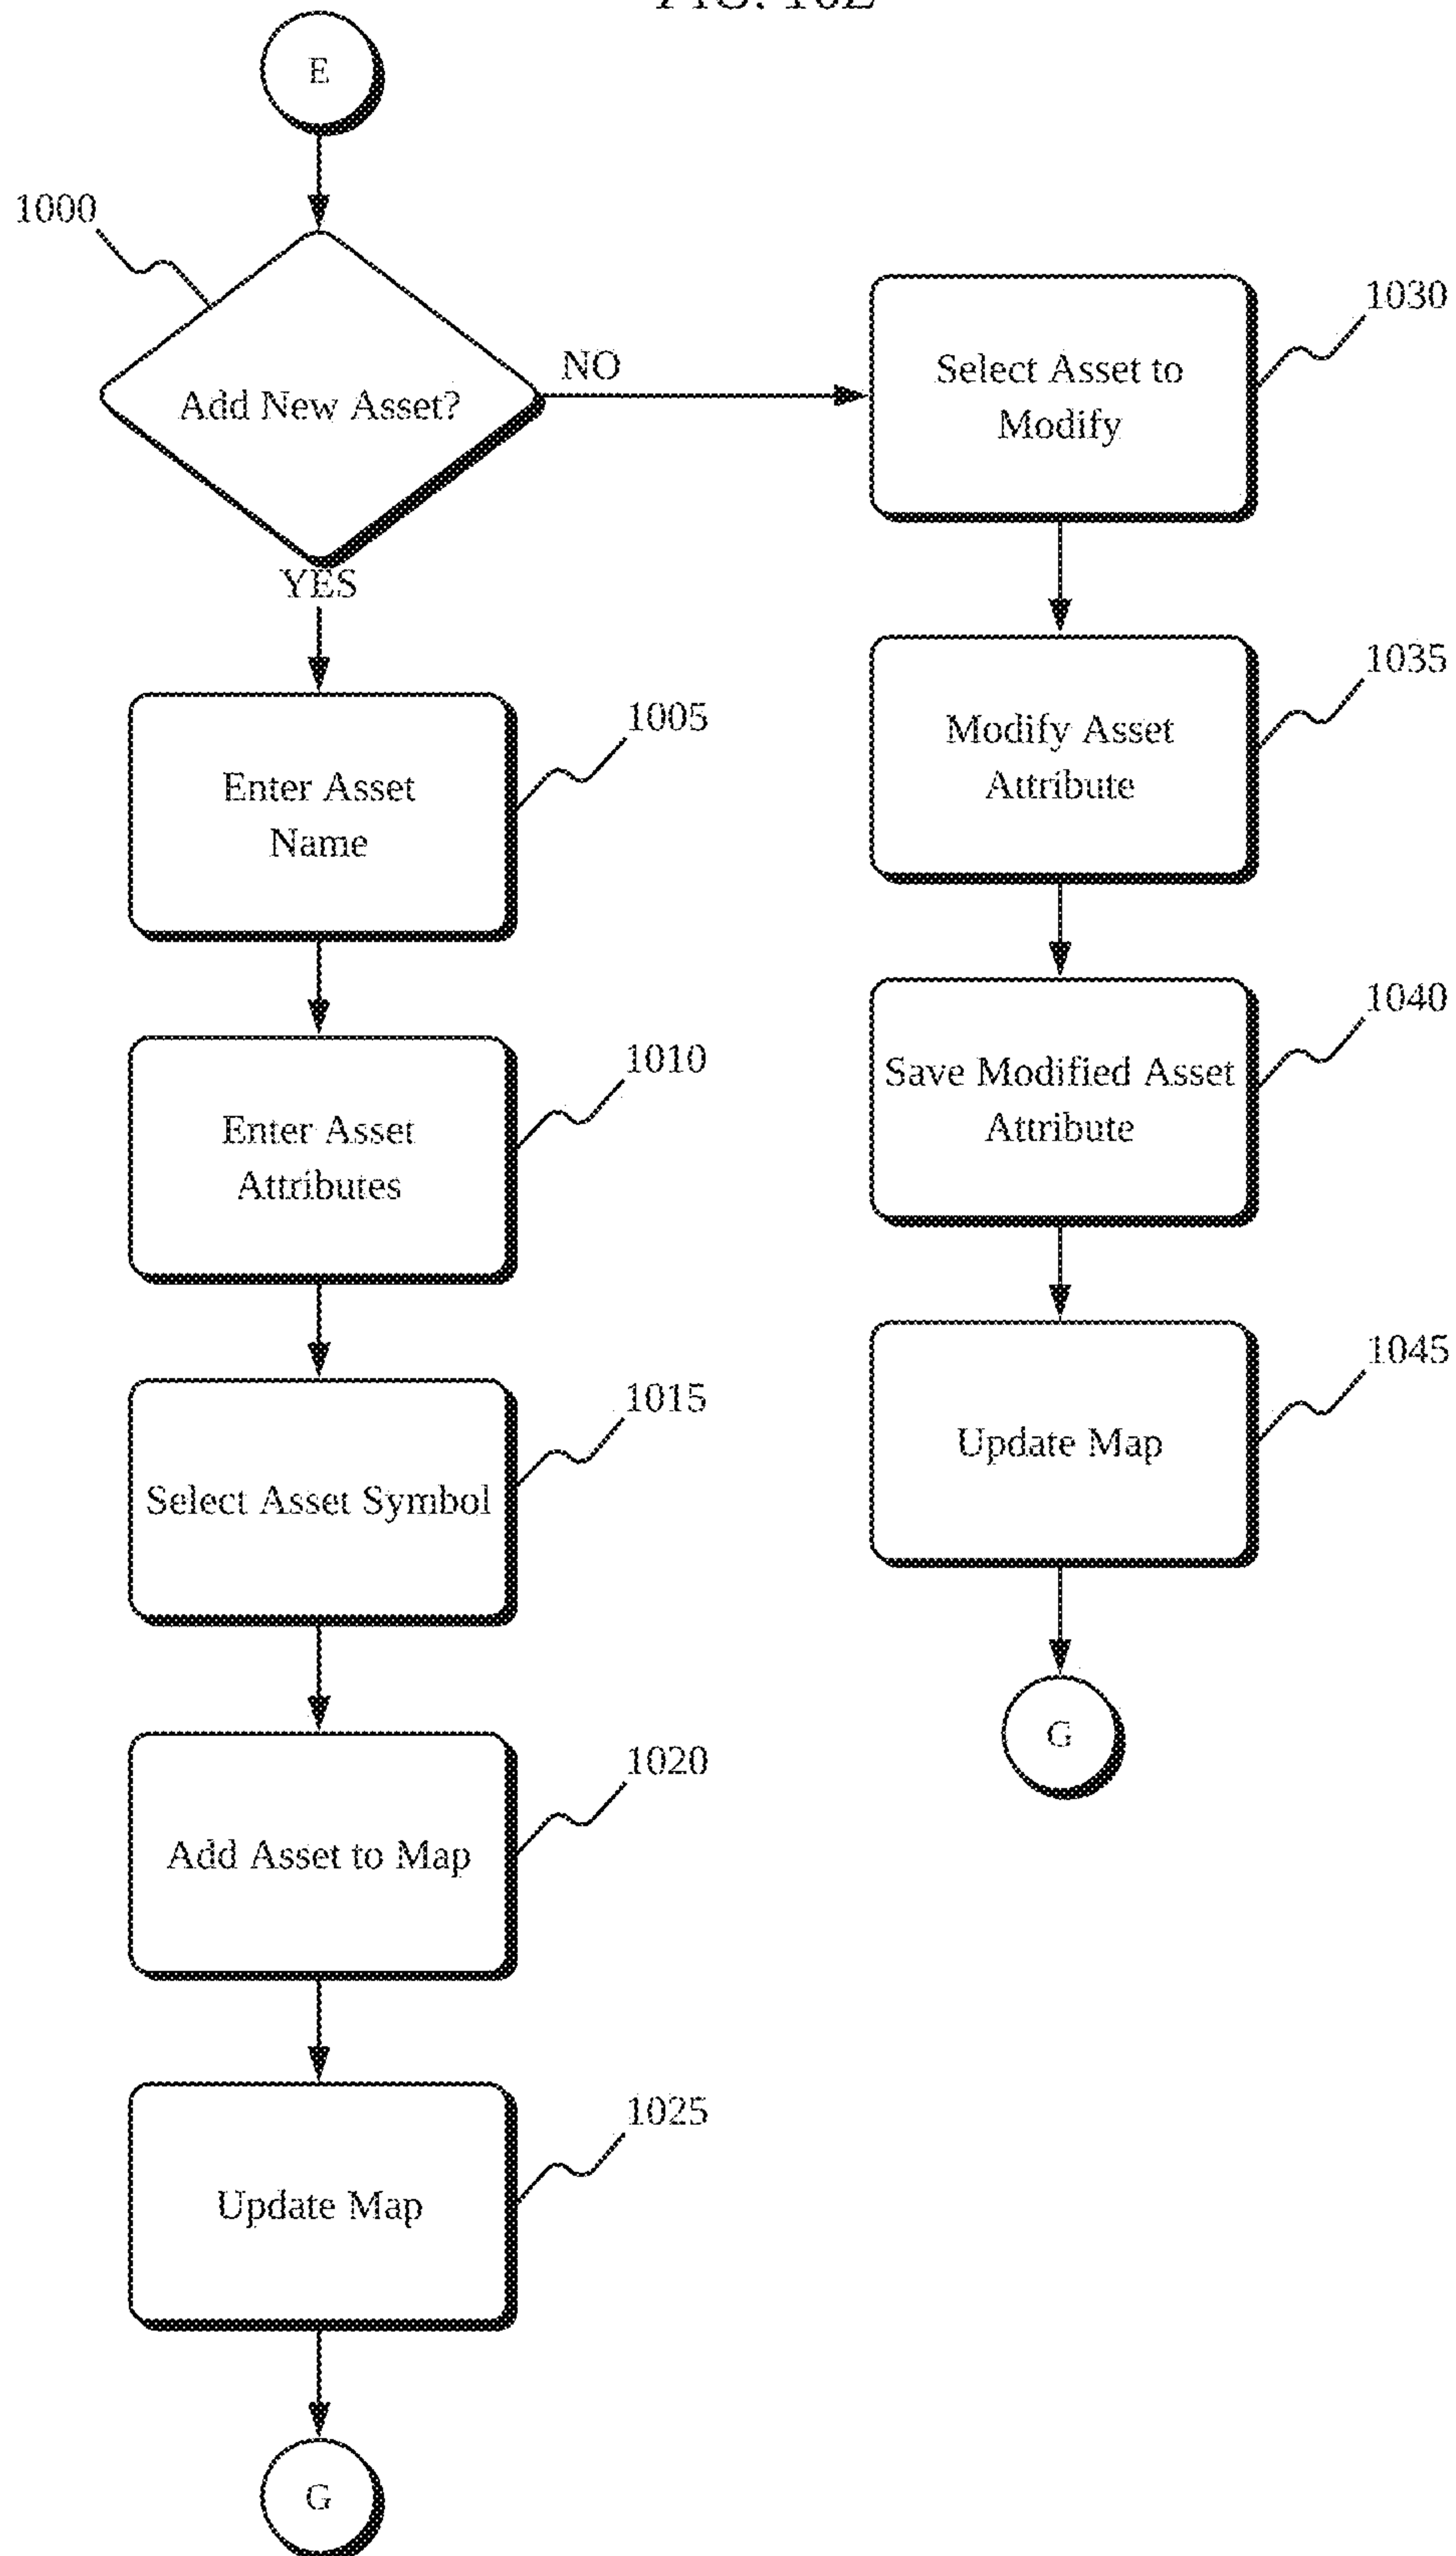 E
1000
Add New Asset?
NO
YES
1030
Select Asset to
Modify
1035
Modify Asset
Attribute
1005
Enter Asset
Name
1040
Save Modified Asset
Attribute
1010
Enter Asset
Attributes
1045
Update Map
1015
Select Asset Symbol
G
1020
Add Asset to Map
1025
Update Map
G